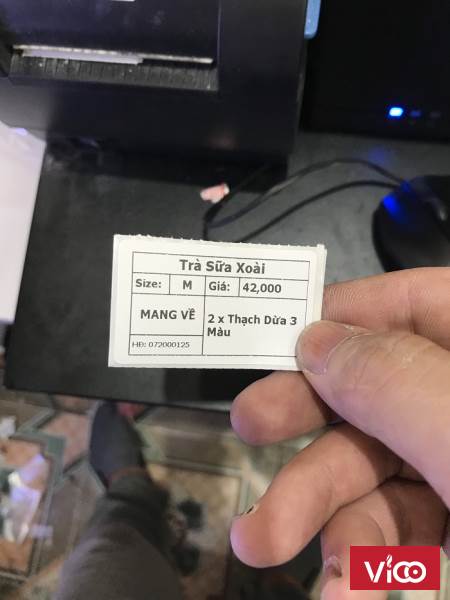 Trà Sữa Xoài
Size: M Giá: 42,000
MANG VỀ
2 x Thạch Dừa 3
Màu
HĐ: 072000125
VICO